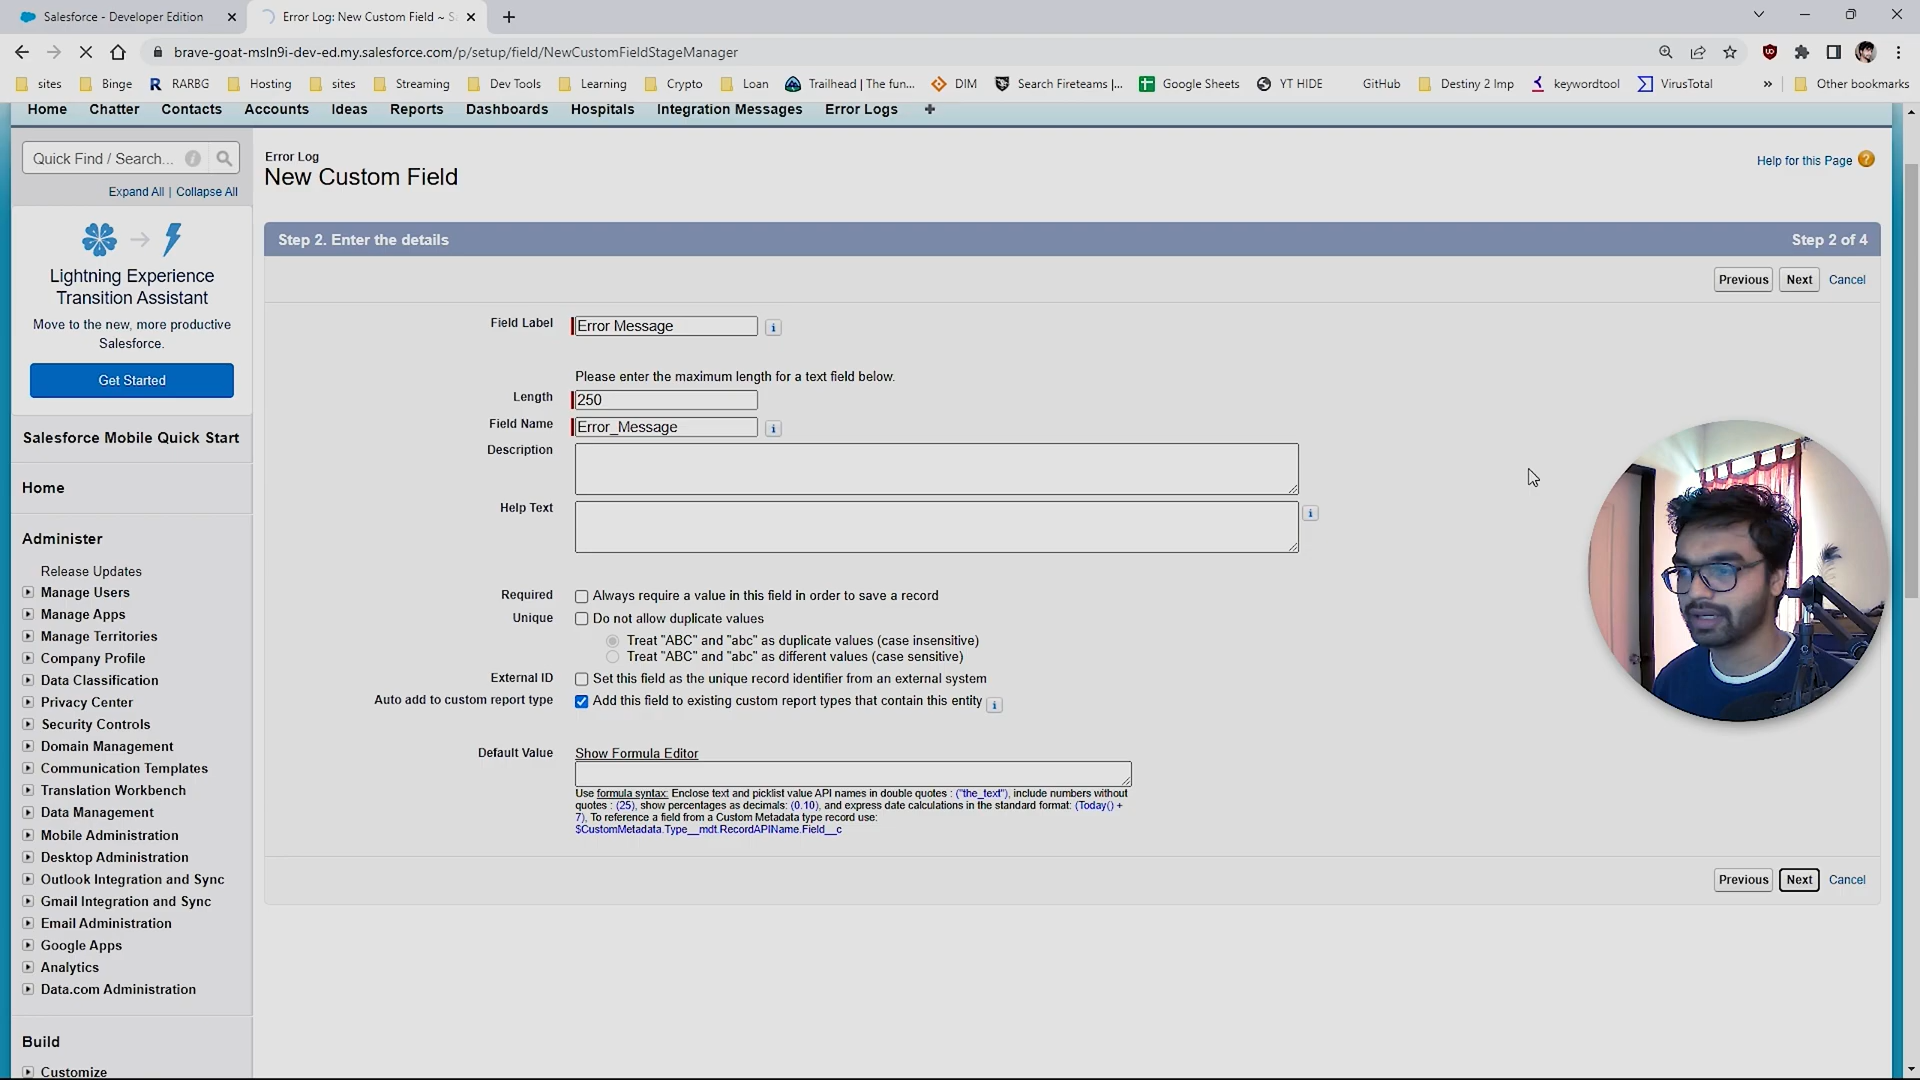 Salesforce - Developer Edition
Error Log: New Custom Field ~ S
brave-goat-msln9i-dev-ed.my.salesforce.com/p/setup/field/NewCustomFieldStageManager
sites
Binge
RARBG
Hosting
sites
Streaming
Dev Tools
Learning
Crypto
Loan
Trailhead | The fun...
DIM
Search Fireteams |...
Google Sheets
YT HIDE
GitHub
Destiny 2 Imp
keywordtool
VirusTotal
»
Other bookmarks
Home
Chatter
Contacts
Accounts
Ideas
Reports
Dashboards
Hospitals
Integration Messages
Error Logs
+
Quick Find / Search...
Expand All | Collapse All
Lightning Experience
Transition Assistant
Move to the new, more productive
Salesforce.
Get Started
Salesforce Mobile Quick Start
Home
Administer
Release Updates
Manage Users
Manage Apps
Manage Territories
Company Profile
Data Classification
Privacy Center
Security Controls
Domain Management
Communication Templates
Translation Workbench
Data Management
Mobile Administration
Desktop Administration
Outlook Integration and Sync
Gmail Integration and Sync
Email Administration
Google Apps
Analytics
Data.com Administration
Build
Customize
Error Log
New Custom Field
Help for this Page ?
Step 2. Enter the details
Step 2 of 4
Previous
Next
Cancel
Field Label
Error Message
Please enter the maximum length for a text field below.
Length
250
Field Name
Error_Message
Description
Help Text
Required
Always require a value in this field in order to save a record
Unique
Do not allow duplicate values
Treat "ABC" and "abc" as duplicate values (case insensitive)
Treat "ABC" and "abc" as different values (case sensitive)
External ID
Set this field as the unique record identifier from an external system
Auto add to custom report type
Add this field to existing custom report types that contain this entity
Default Value
Show Formula Editor
Use formula syntax: Enclose text and picklist value API names in double quotes : ("the_text"), include numbers without
quotes : (25), show percentages as decimals: (0.10), and express date calculations in the standard format: (Today() +
7), To reference a field from a Custom Metadata type record use:
$CustomMetadata.Type__mdt.RecordAPIName.Field__c
Previous
Next
Cancel